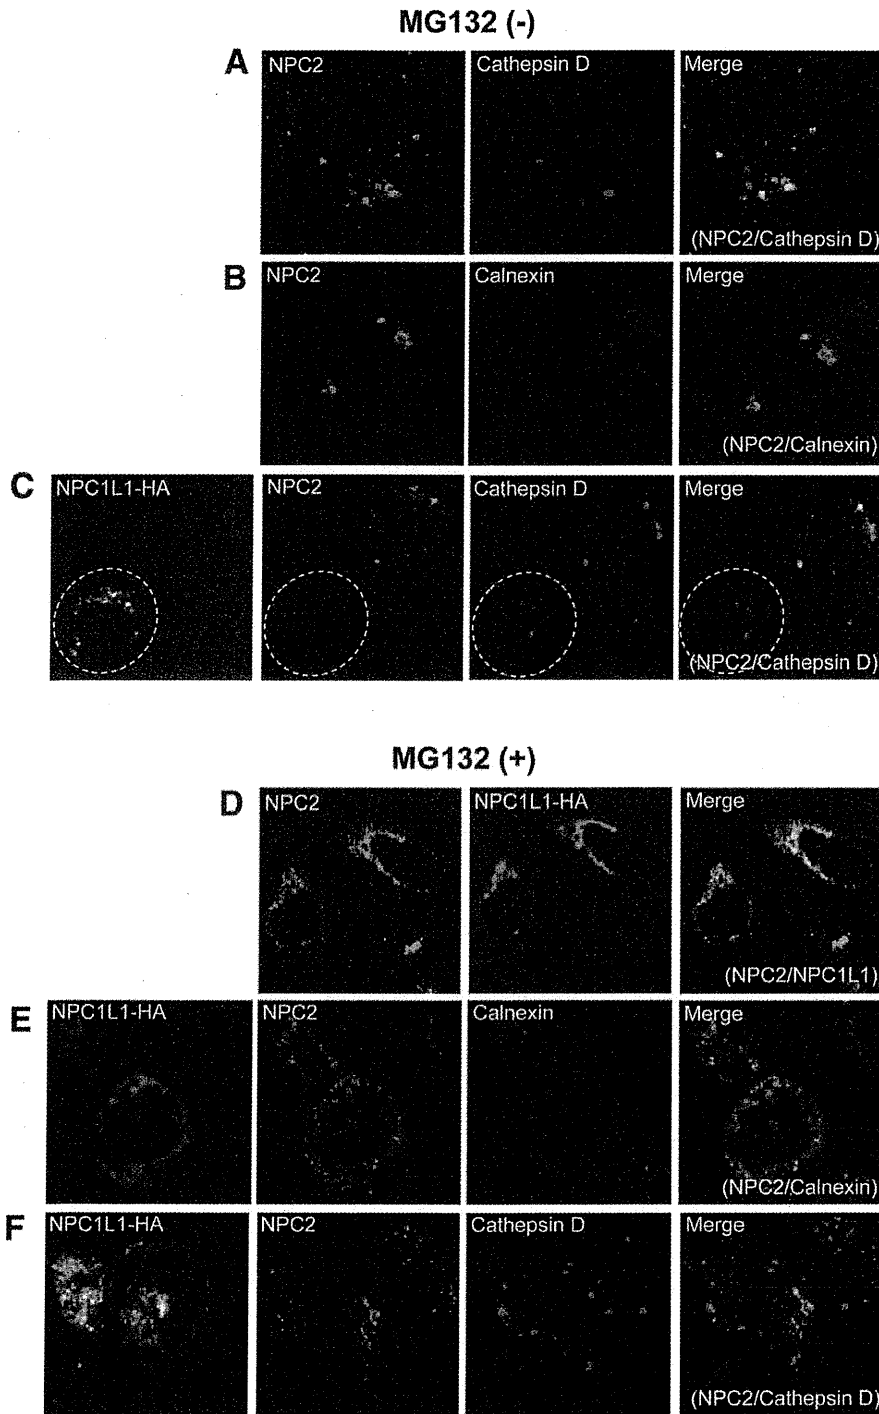 MG132 (-)
A NPC2 Cathepsin D Merge
(NPC2/Cathepsin D)
B NPC2 Calnexin Merge
(NPC2/Calnexin)
C NPC1L1-HA NPC2 Cathepsin D Merge
(NPC2/Cathepsin D)
MG132 (+)
D NPC2 NPC1L1-HA Merge
(NPC2/NPC1L1)
E NPC1L1-HA NPC2 Calnexin Merge
(NPC2/Calnexin)
F NPC1L1-HA NPC2 Cathepsin D Merge
(NPC2/Cathepsin D)